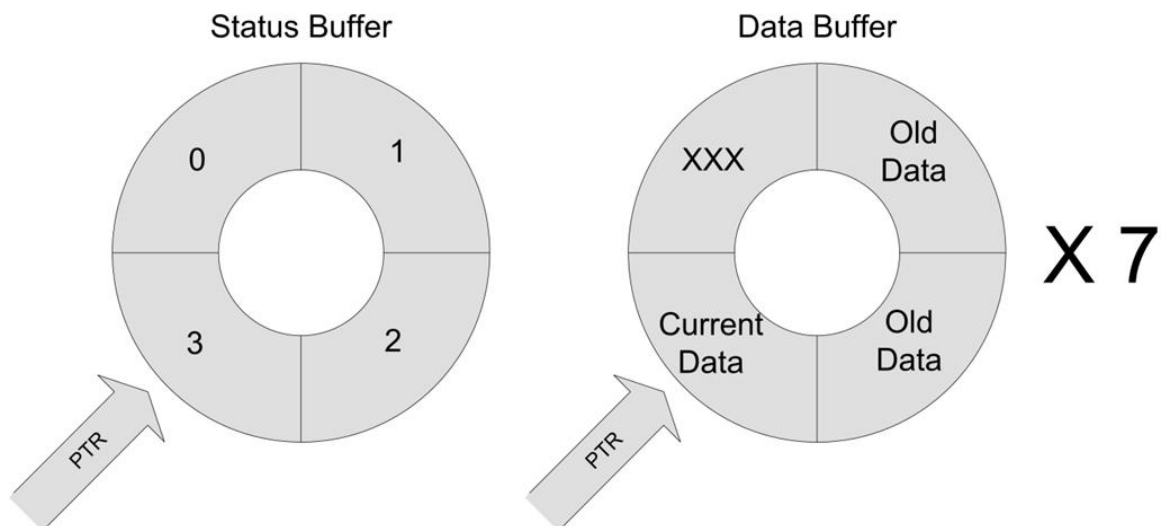 Status Buffer
0
1
3
2
PTR
Data Buffer
XXX
Old
Data
Current
Data
Old
Data
PTR
X 7